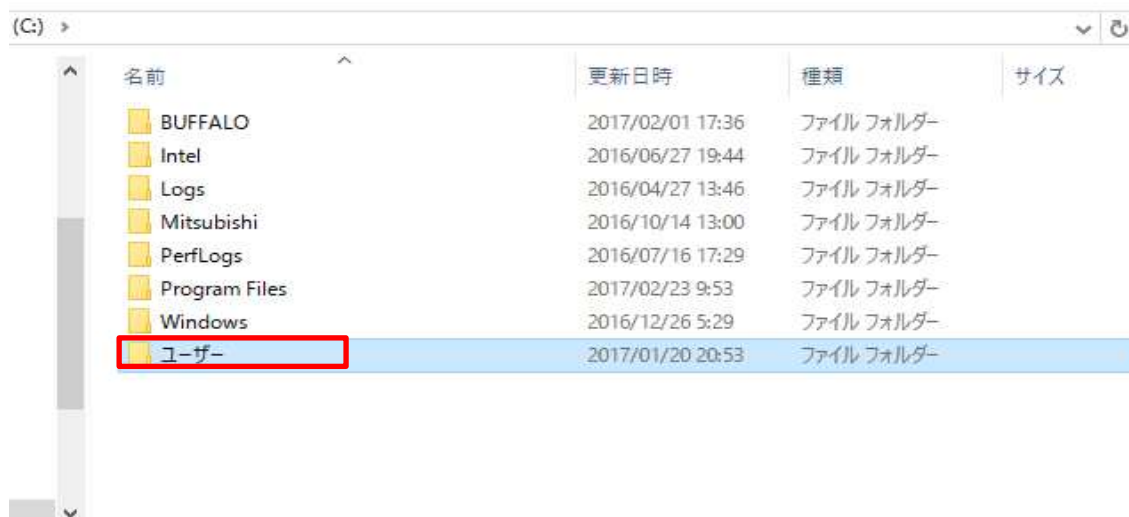 (C:)
名前 更新日時 種類 サイズ
BUFFALO 2017/02/01 17:36 ファイル フォルダー
Intel 2016/06/27 19:44 ファイル フォルダー
Logs 2016/04/27 13:46 ファイル フォルダー
Mitsubishi 2016/10/14 13:00 ファイル フォルダー
PerfLogs 2016/07/16 17:29 ファイル フォルダー
Program Files 2017/02/23 9:53 ファイル フォルダー
Windows 2016/12/26 5:29 ファイル フォルダー
ユーザー 2017/01/20 20:53 ファイル フォルダー